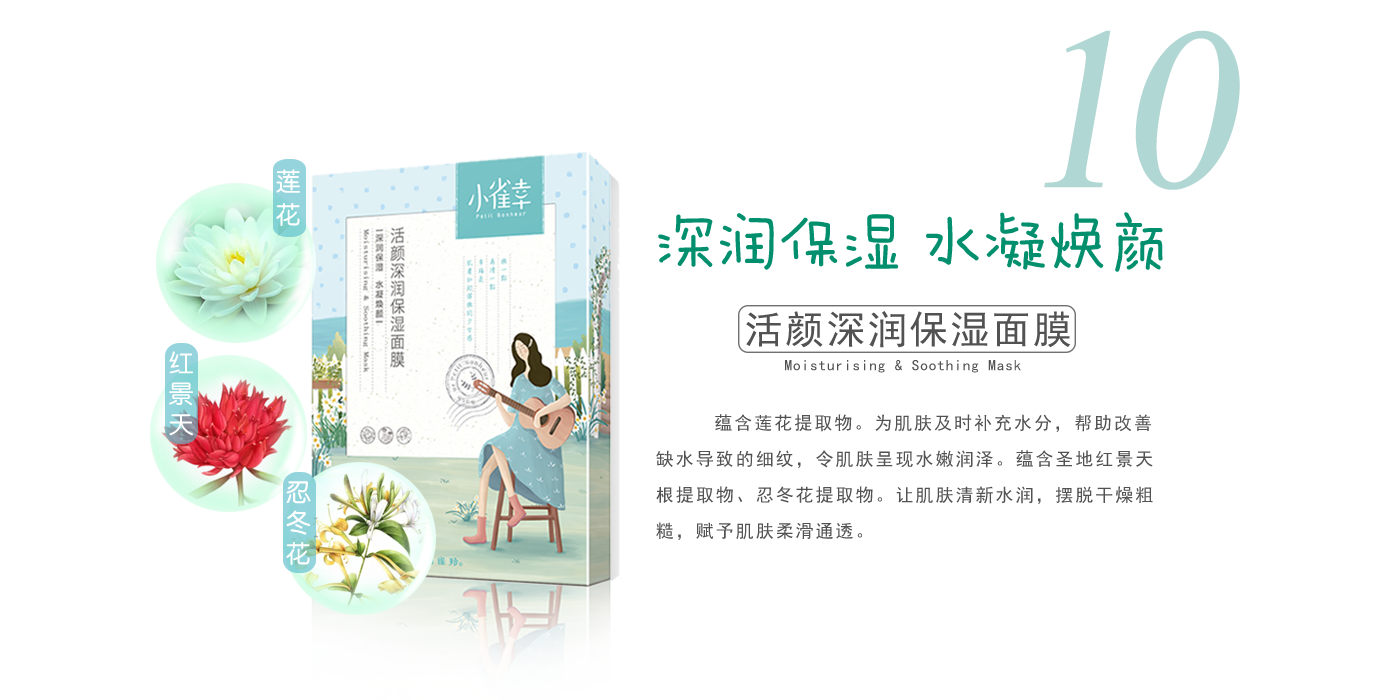 10
莲花
红景天
忍冬花
小雀幸
Petit Bonheur
活颜深润保湿面膜
深润保湿 水凝焕颜
Moisturising & Soothing Mask
深润保湿 水凝焕颜
活颜深润保湿面膜
Moisturising & Soothing Mask
蕴含莲花提取物。为肌肤及时补充水分，帮助改善
缺水导致的细纹，令肌肤呈现水嫩润泽。蕴含圣地红景天
根提取物、忍冬花提取物。让肌肤清新水润，摆脱干燥粗
糙，赋予肌肤柔滑通透。